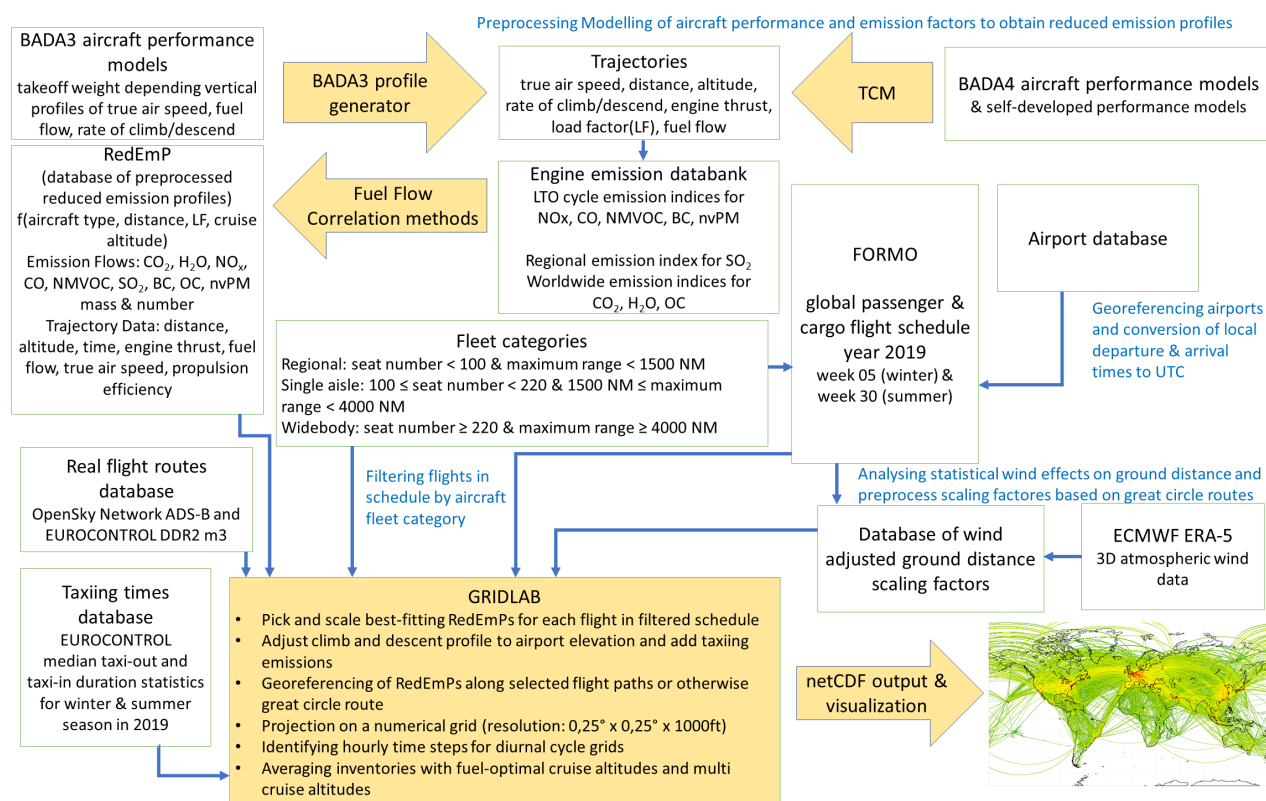 Preprocessing Modelling of aircraft performance and emission factors to obtain reduced emission profiles
BADA3 aircraft performance
models
takeoff weight depending vertical
profiles of true air speed, fuel
flow, rate of climb/descend
BADA3 profile
generator
Trajectories
true air speed, distance, altitude,
rate of climb/descend, engine thrust,
load factor(LF), fuel flow
TCM
BADA4 aircraft performance models
& self-developed performance models
RedEmP
(database of preprocessed
reduced emission profiles)
f(aircraft type, distance, LF, cruise
altitude)
Emission Flows: CO₂, H₂O, NOₓ,
CO, NMVOC, SO₂, BC, OC, nvPM
mass & number
Trajectory Data: distance,
altitude, time, engine thrust, fuel
flow, true air speed, propulsion
efficiency
Fuel Flow
Correlation methods
Engine emission databank
LTO cycle emission indices for
NOx, CO, NMVOC, BC, nvPM
Regional emission index for SO₂
Worldwide emission indices for
CO₂, H₂O, OC
FORMO
global passenger &
cargo flight schedule
year 2019
week 05 (winter) &
week 30 (summer)
Airport database
Georeferencing airports
and conversion of local
departure & arrival
times to UTC
Fleet categories
Regional: seat number < 100 & maximum range < 1500 NM
Single aisle: 100 ≤ seat number < 220 & 1500 NM ≤ maximum
range < 4000 NM
Widebody: seat number ≥ 220 & maximum range ≥ 4000 NM
Real flight routes
database
OpenSky Network ADS-B and
EUROCONTROL DDR2 m3
Filtering flights in
schedule by aircraft
fleet category
Analysing statistical wind effects on ground distance and
preprocess scaling factores based on great circle routes
Database of wind
adjusted ground distance
scaling factors
ECMWF ERA-5
3D atmospheric wind
data
Taxiing times
database
EUROCONTROL
median taxi-out and
taxi-in duration statistics
for winter & summer
season in 2019
GRIDLAB
• Pick and scale best-fitting RedEmPs for each flight in filtered schedule
• Adjust climb and descent profile to airport elevation and add taxiing
emissions
• Georeferencing of RedEmPs along selected flight paths or otherwise
great circle route
• Projection on a numerical grid (resolution: 0,25° x 0,25° x 1000ft)
• Identifying hourly time steps for diurnal cycle grids
• Averaging inventories with fuel-optimal cruise altitudes and multi
cruise altitudes
netCDF output &
visualization